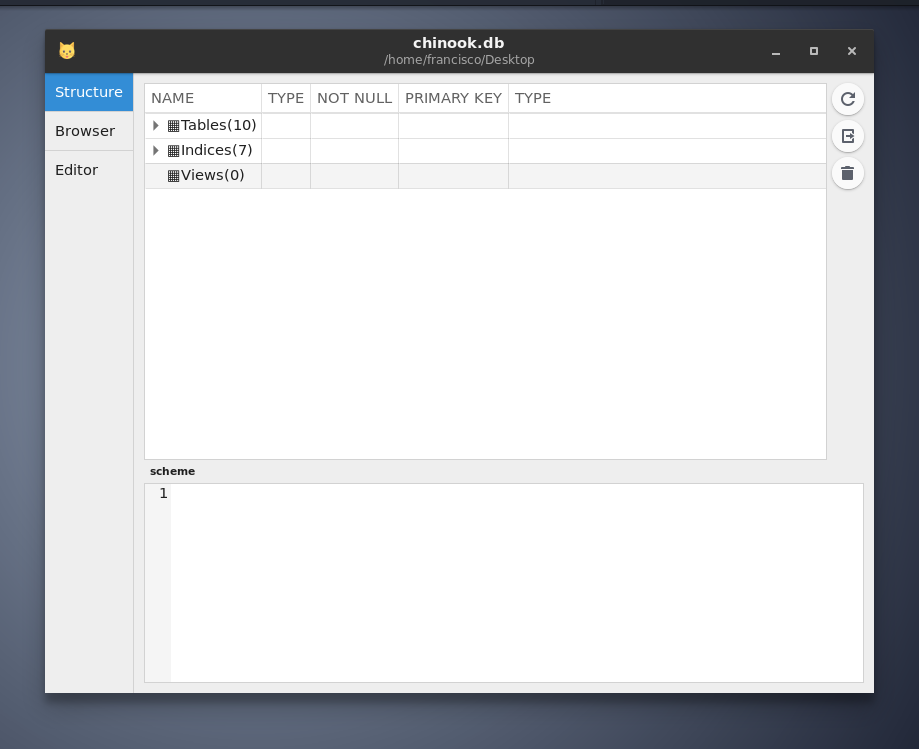 chinook.db
/home/francisco/Desktop
Structure
Browser
Editor
NAME TYPE NOT NULL PRIMARY KEY TYPE
Tables(10)
Indices(7)
Views(0)
scheme
1